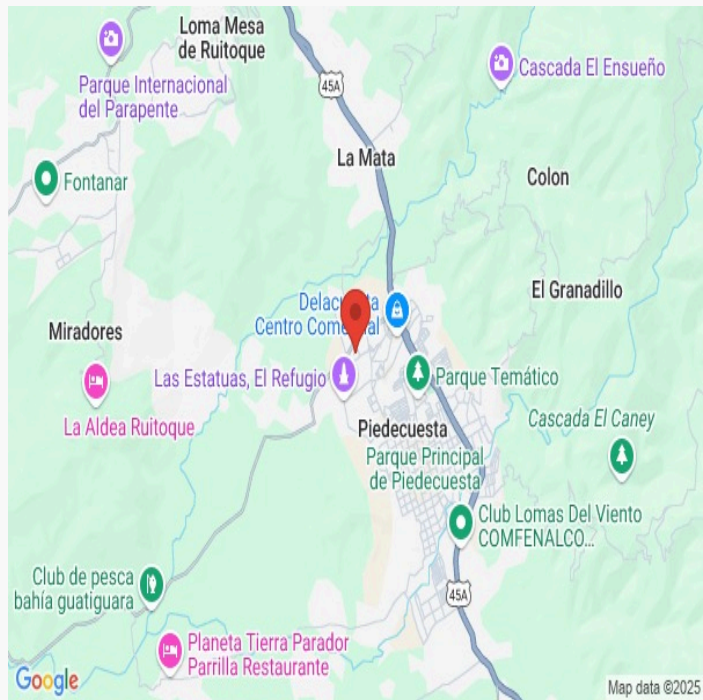 Loma Mesa
de Ruitoque
45A
Parque Internacional
del Parapente
Cascada El Ensueño
La Mata
Fontanar
Colon
El Granadillo
Delacuesta
Centro Comercial
Miradores
Las Estatuas, El Refugio
Parque Temático
La Aldea Ruitoque
Piedecuesta
Cascada El Caney
Parque Principal
de Piedecuesta
Club Lomas Del Viento
COMFENALCO...
Club de pesca
bahía guatiguara
45A
Planeta Tierra Parador
Parrilla Restaurante
Google
Map data ©2025